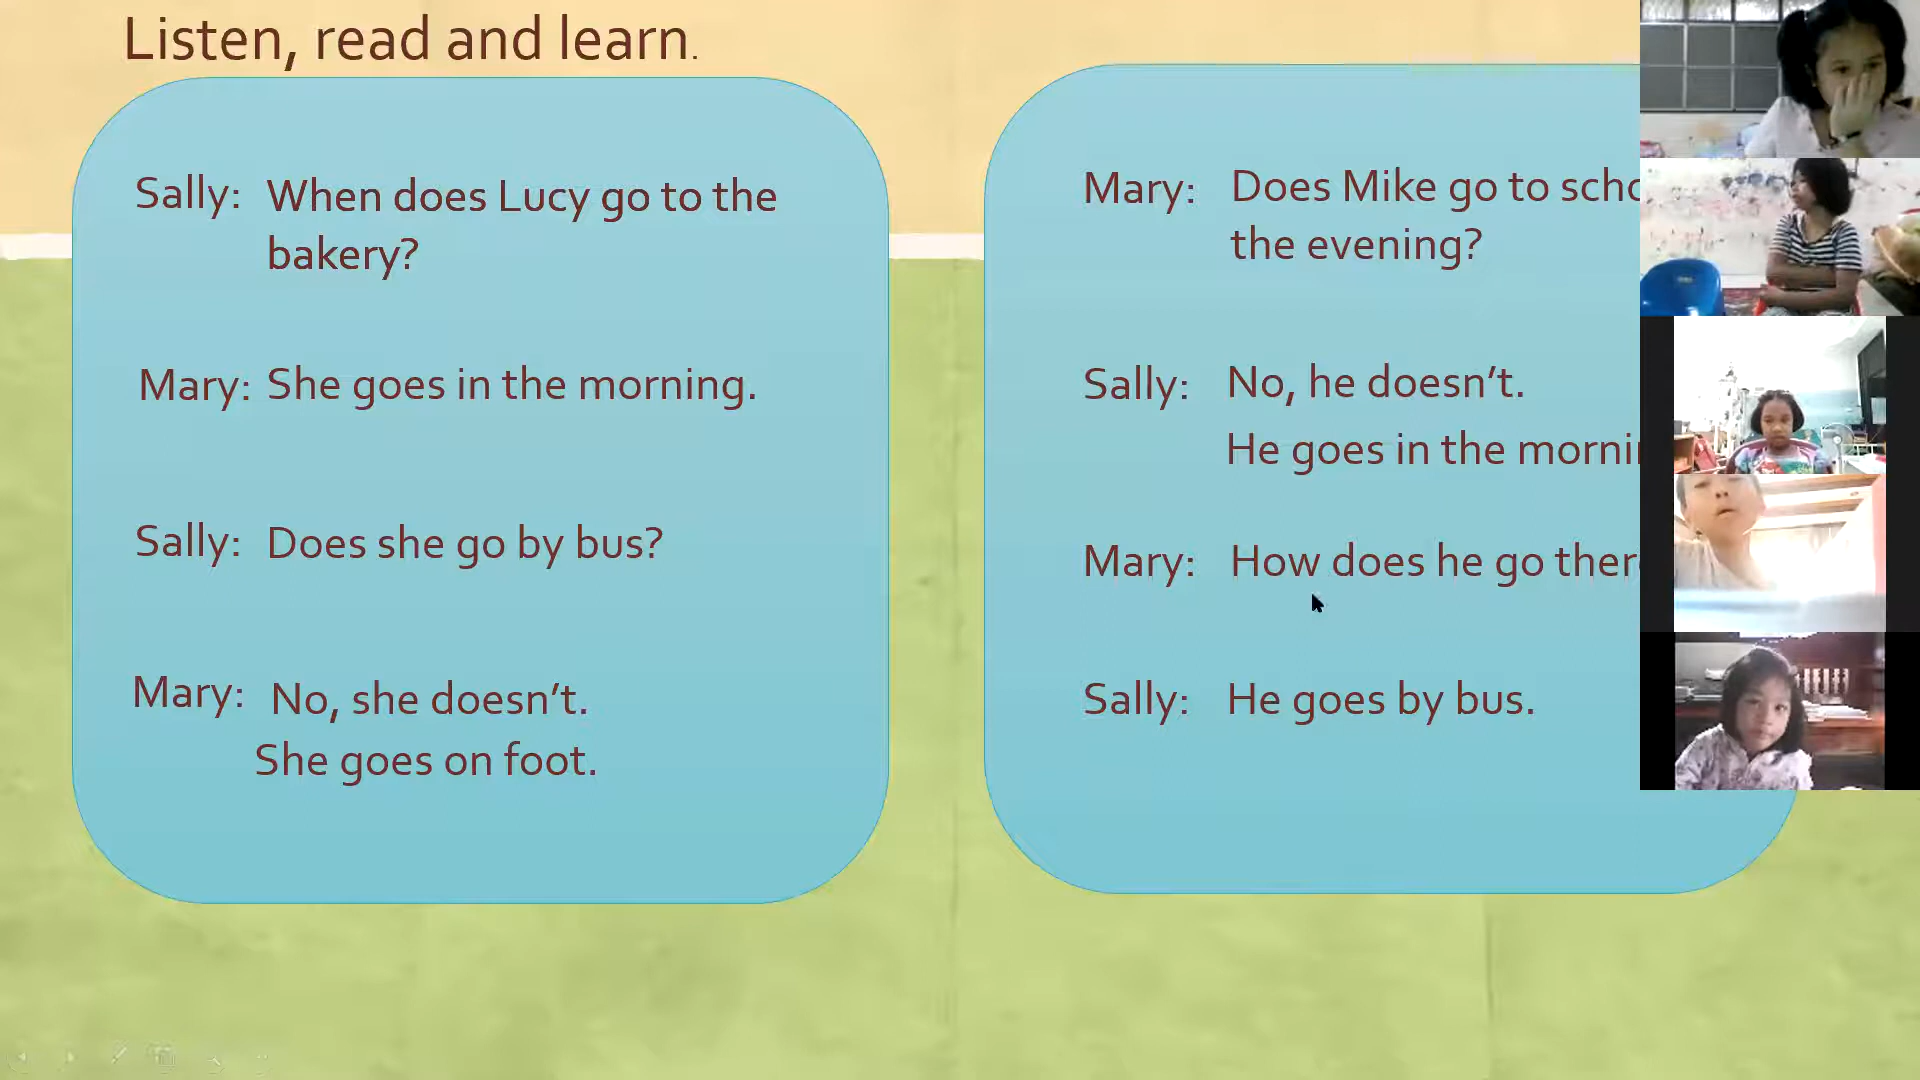 Listen, read and learn.
Sally: When does Lucy go to the
bakery?
Mary: She goes in the morning.
Sally: Does she go by bus?
Mary: No, she doesn't.
She goes on foot.
Mary: Does Mike go to
the evening?
Sally: No, he doesn't.
He goes in the
Mary: How does he go
Sally: He goes by bus.